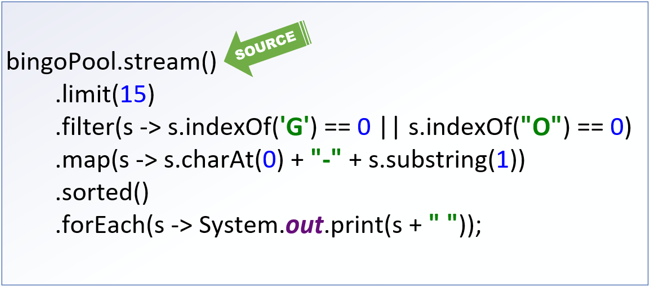 bingoPool.stream() SOURCE
.limit(15)
.filter(s -> s.indexOf('G') == 0 || s.indexOf("O") == 0)
.map(s -> s.charAt(0) + "-" + s.substring(1))
.sorted()
.forEach(s -> System.out.print(s + " "));